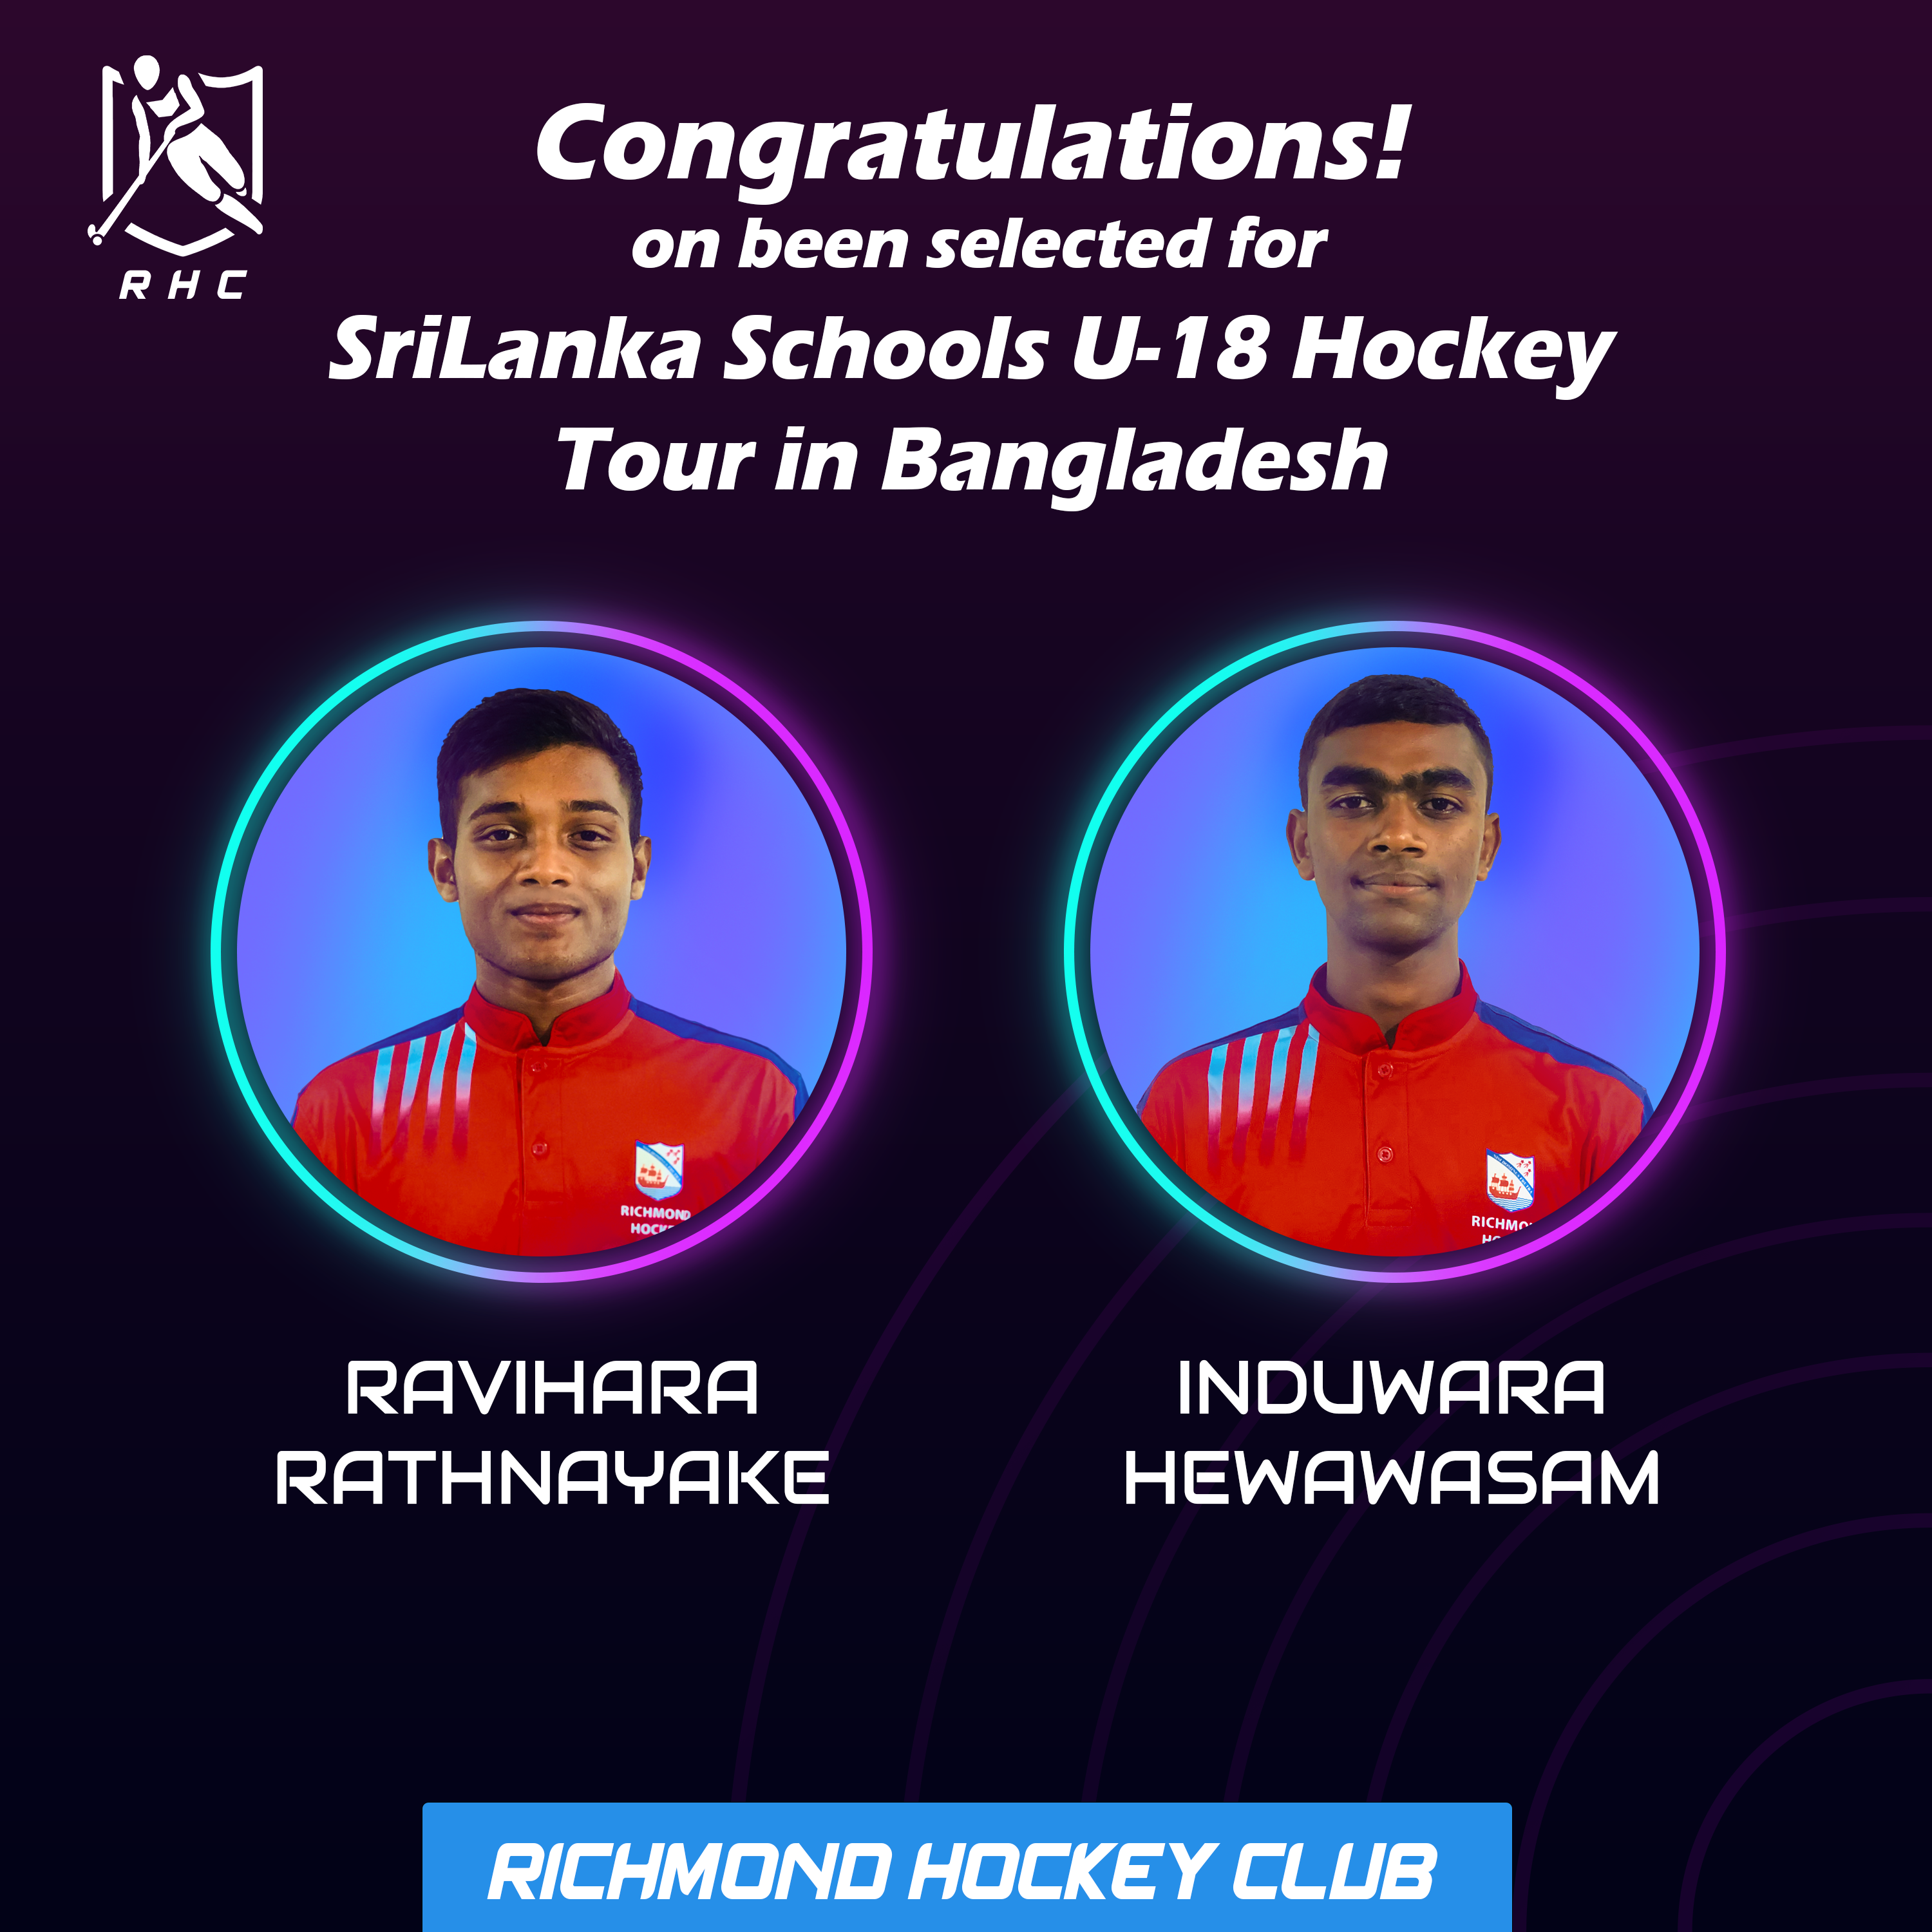 R H C
Congratulations!
on been selected for
SriLanka Schools U-18 Hockey
Tour in Bangladesh
RICHMOND
RAVIHARA
RATHNAYAKE
INDUWARA
HEWAWASAM
RICHMOND HOCKEY CLUB